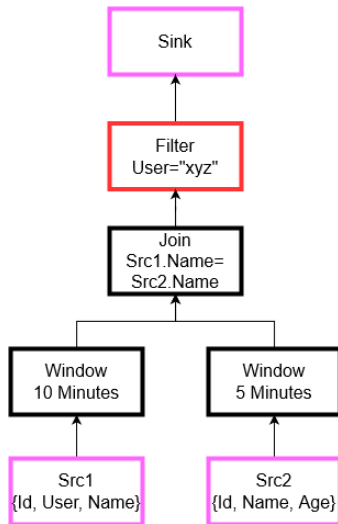 Sink
Filter
User="xyz"
Join
Src1.Name=
Src2.Name
Window
10 Minutes
Window
5 Minutes
Src1
{Id, User, Name}
Src2
{Id, Name, Age}